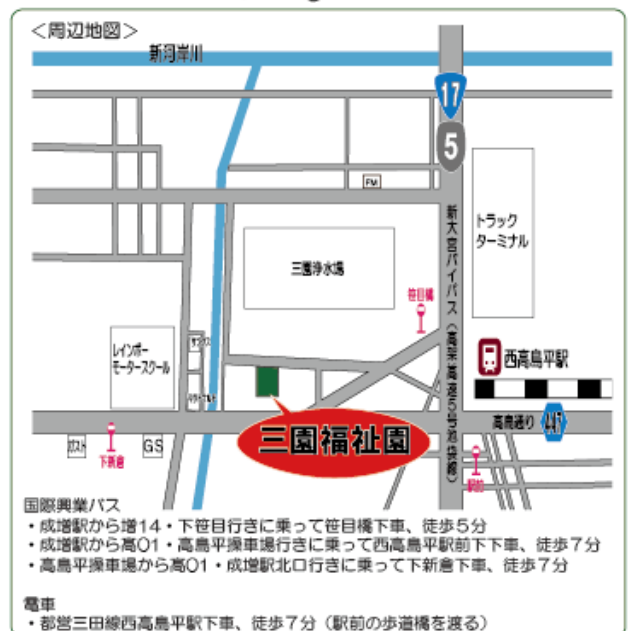 <周辺地図>
新河岸川
17
5
FM
トラック
ターミナル
新大宮バイパス(高架高速5号池袋線)
三園浄水場
笹目橋
レインボー
モータースクール
西高島平駅
高島通り
447
三園福祉園
ガスト
下新倉
GS
駅前
国際興業バス
・成増駅から増14・下笹目行きに乗って笹目橋下車、徒歩5分
・成増駅から高01・高島平操車場行きに乗って西高島平駅前下下車、徒歩7分
・高島平操車場から高01・成増駅北口行きに乗って下新倉下車、徒歩7分
電車
・都営三田線西高島平駅下車、徒歩7分(駅前の歩道橋を渡る)